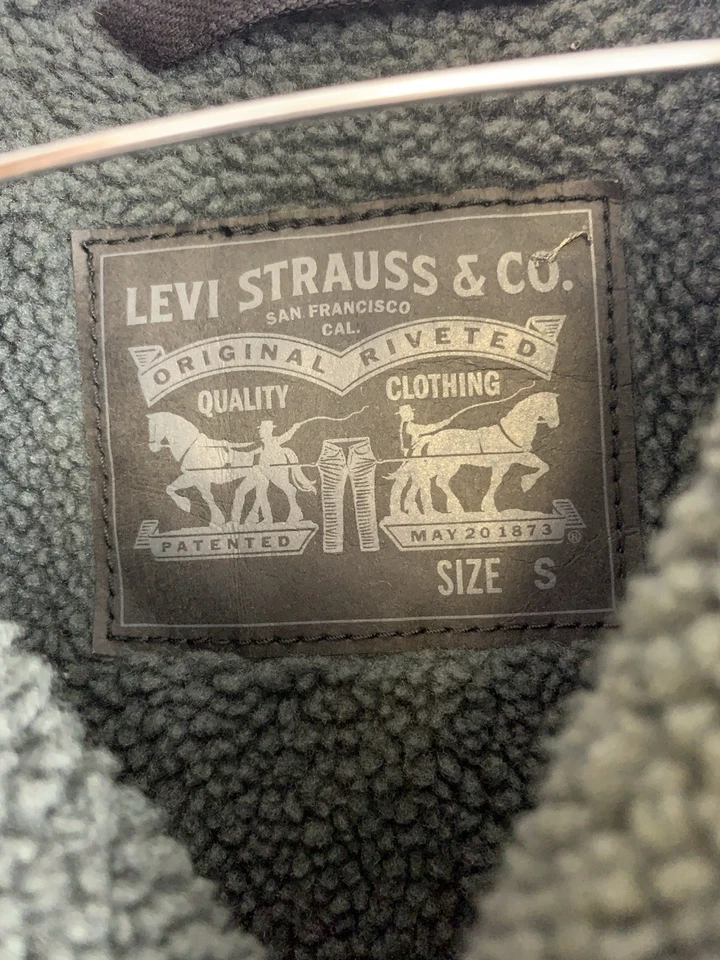 LEVI STRAUSS & CO.
SAN FRANCISCO
CAL.
ORIGINAL RIVETED
QUALITY CLOTHING
PATENTED MAY 20 1873 ®
SIZE S